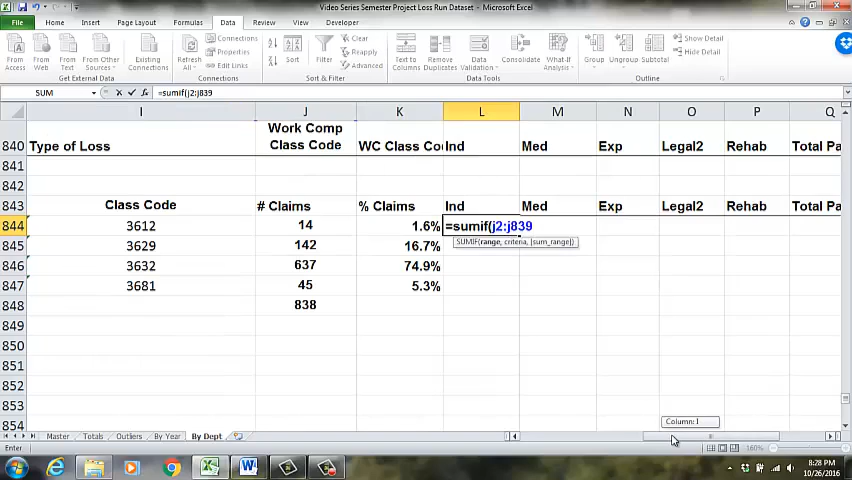 Video Series Semester Project Loss Run Dataset - Microsoft Excel
File Home Insert Page Layout Formulas Data Review View Developer
From Access
From Web
From Text
From Other Sources
Existing Connections
Get External Data
Refresh All
Connections
Properties
Edit Links
Connections
Sort
Filter
Clear
Reapply
Advanced
Sort & Filter
Text to Columns
Remove Duplicates
Data Validation
Consolidate
What-If Analysis
Data Tools
Group
Ungroup
Subtotal
Show Detail
Hide Detail
Outline
SUM =sumif(j2:j839
I J K L M N O P Q
840 Type of Loss Work Comp Class Code WC Class Co Ind Med Exp Legal2 Rehab Total Pa
841
842
843 Class Code # Claims % Claims Ind Med Exp Legal2 Rehab Total Pa
844 3612 14 1.6% =sumif(j2:j839
845 3629 142 16.7% SUMIF(range, criteria, [sum_range])
846 3632 637 74.9%
847 3681 45 5.3%
848 838
849
850
851
852
853
854
Column: I
Master Totals Outliers By Year By Dept
Enter 160%
8:28 PM
10/26/2016